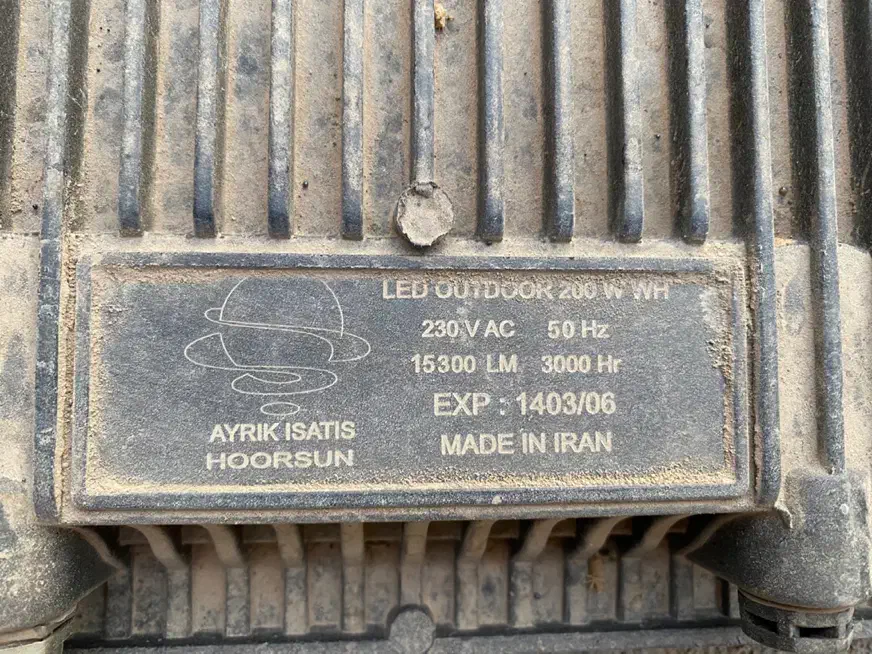 LED OUTDOOR 200 W WH
230 V AC 50 Hz
15300 LM 3000 Hr
EXP : 1403/06
MADE IN IRAN
AYRIK ISATIS
HOORSUN